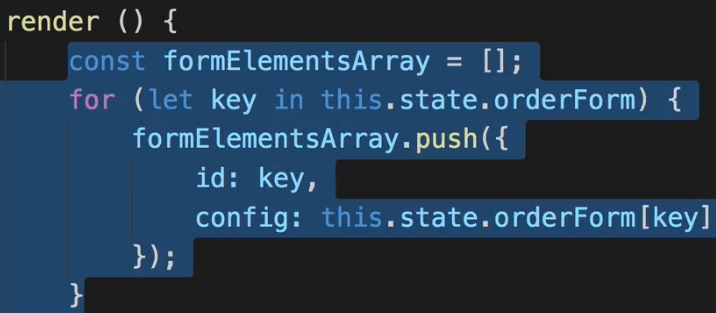 render () {
const formElementsArray = [];
for (let key in this.state.orderForm) {
formElementsArray.push({
id: key,
config: this.state.orderForm[key]
});
}